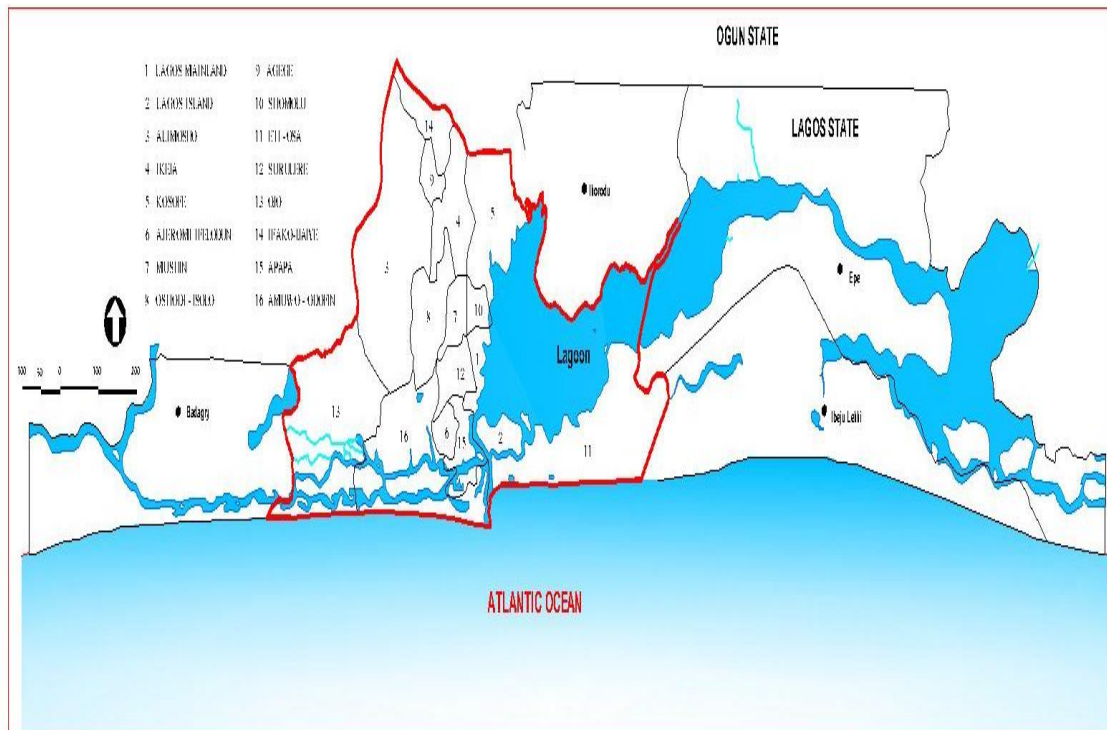 OGUN STATE
1 LAGOS MAINLAND 9 AGEGE
2 LAGOS ISLAND 10 SHOMOLU
3 ALIMOSHO 11 ETI -OSA
LAGOS STATE
4 IKEJA 12 SURULERE
5 KOSOFE 13 OJO
6 AJEROMI IFELODUN 14 IFAKO-IJAIYE
7 MUSHIN 15 APAPA
8 OSHODI - ISOLO 16 AMUWO - ODOFIN
14
9
4
5
3
8
7
10
1
12
13
16
6
15
2
11
Epe
Lagoon
100 50 0 100 200
Badagry
Ibeju Lekki
ATLANTIC OCEAN